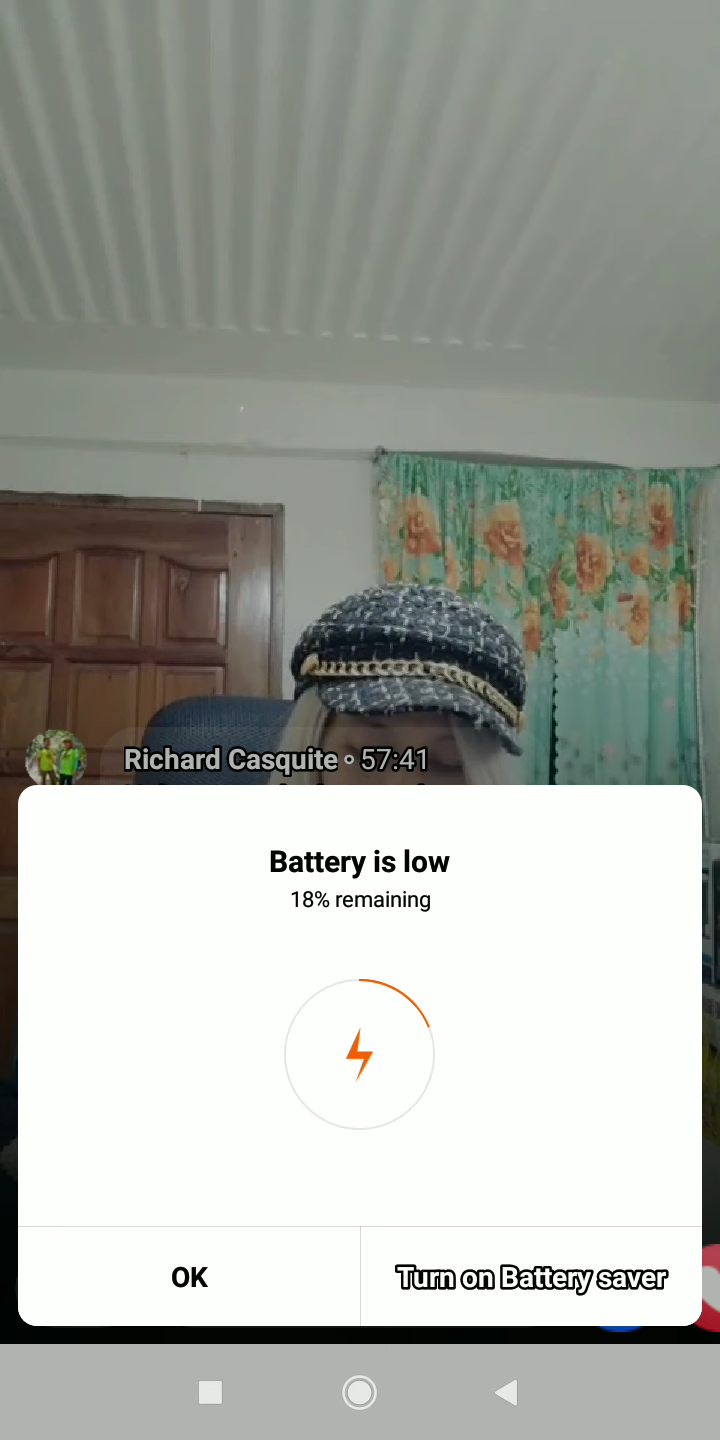 Richard Casquite • 57:41
Battery is low
18% remaining
OK
Turn on Battery saver